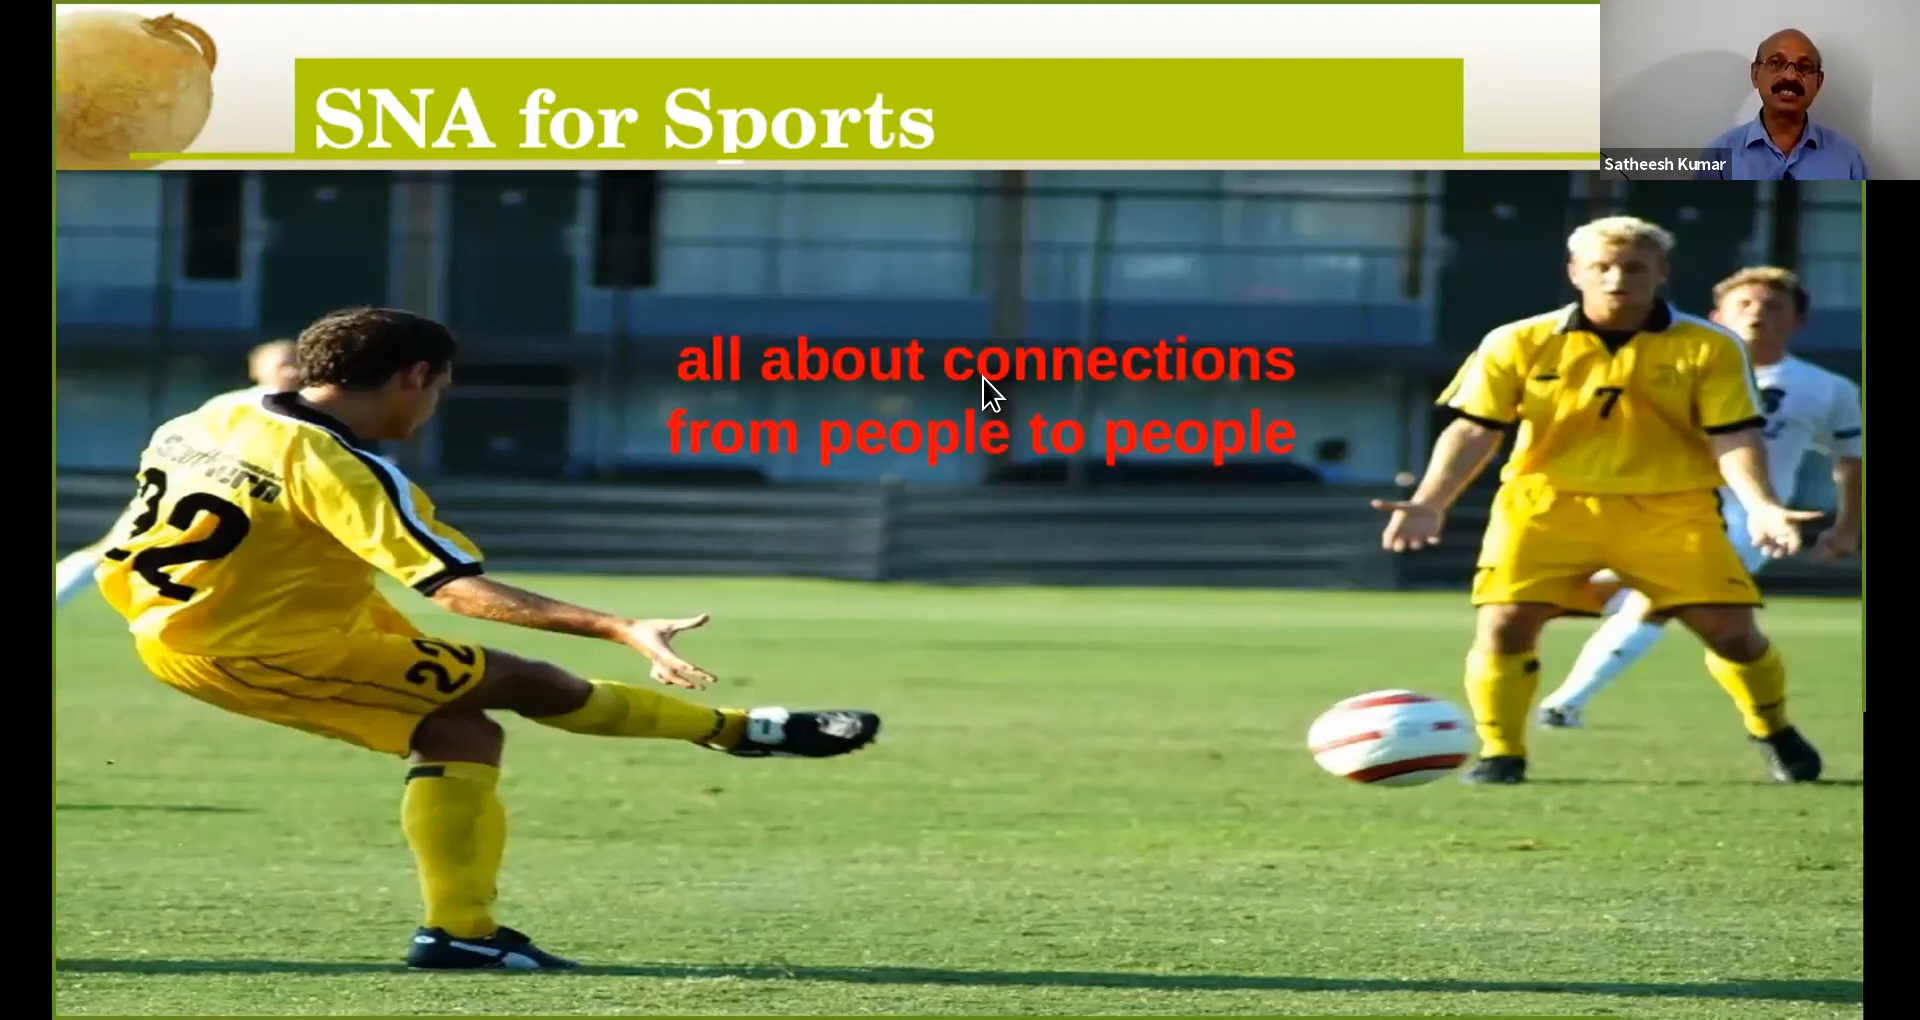 SNA for Sports
Satheesh Kumar
all about connections
from people to people
7
22
22